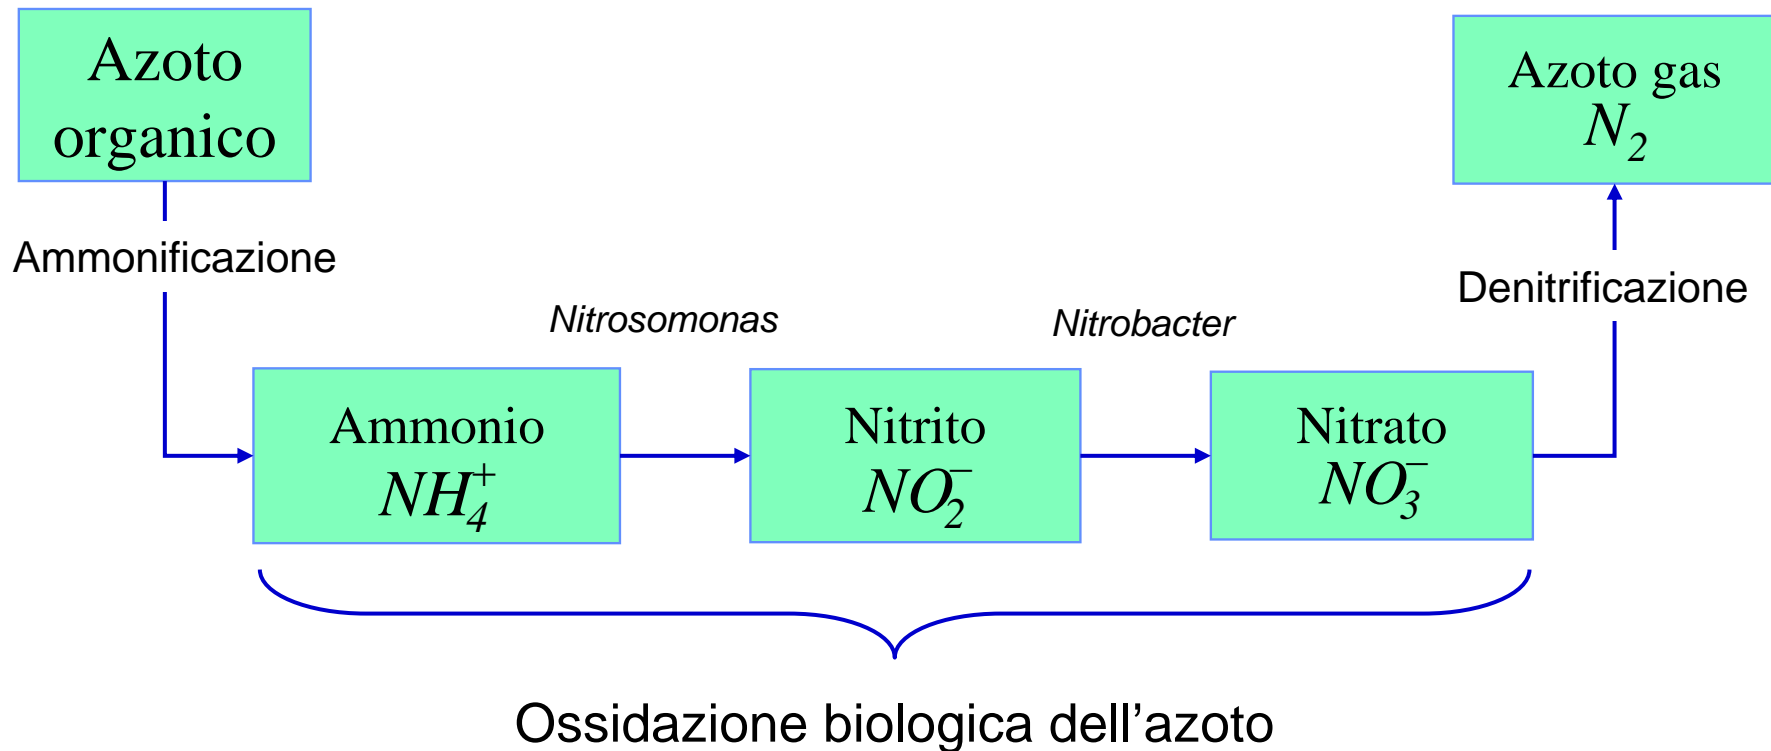 Azoto
organico
Azoto gas
N₂
Ammonificazione
Denitrificazione
Nitrosomonas
Nitrobacter
Ammonio
NH₄⁺
Nitrito
NO₂⁻
Nitrato
NO₃⁻
Ossidazione biologica dell’azoto